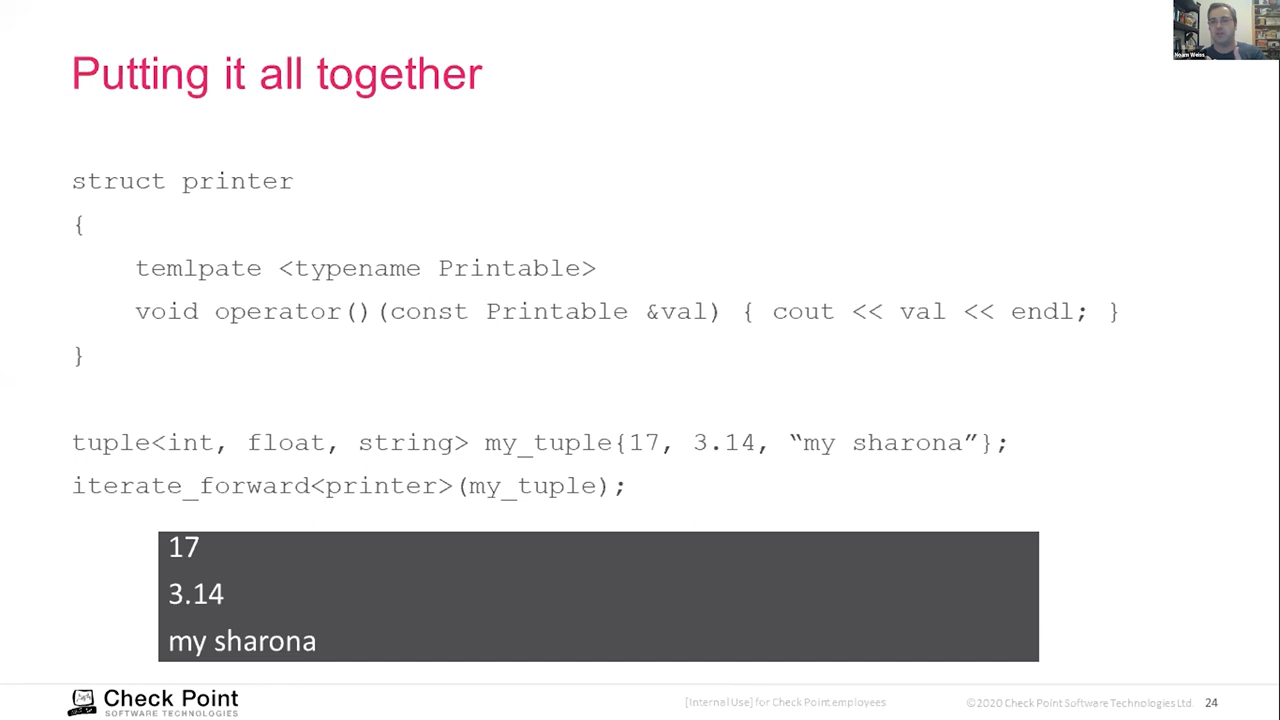 Noam Weiss
Putting it all together
struct printer
{
temlpate <typename Printable>
void operator()(const Printable &val) { cout << val << endl; }
}
tuple<int, float, string> my_tuple{17, 3.14, “my sharona”};
iterate_forward<printer>(my_tuple);
17
3.14
my sharona
Check Point
SOFTWARE TECHNOLOGIES
[Internal Use] for Check Point employees
©2020 Check Point Software Technologies Ltd.
24